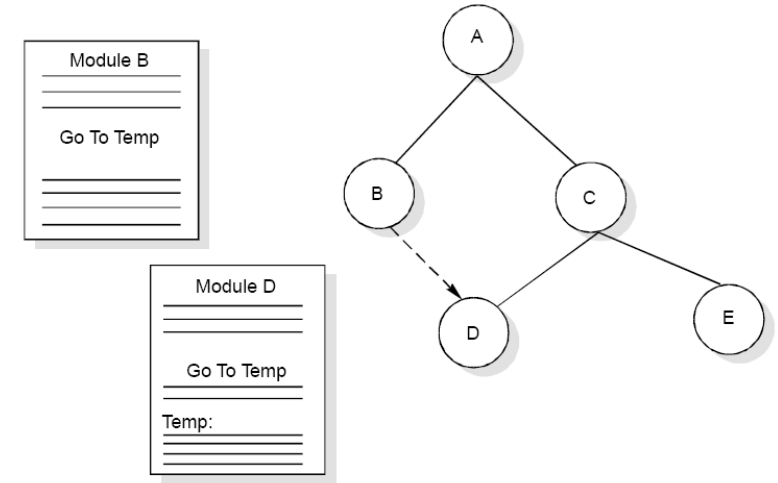 Module B
Go To Temp
Module D
Go To Temp
Temp:
A
B
C
D
E